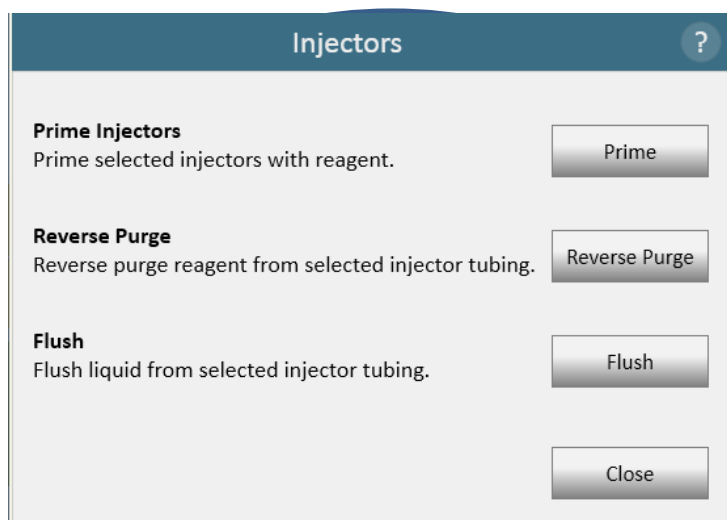 Injectors
?
Prime Injectors
Prime selected injectors with reagent.
Prime
Reverse Purge
Reverse purge reagent from selected injector tubing.
Reverse Purge
Flush
Flush liquid from selected injector tubing.
Flush
Close